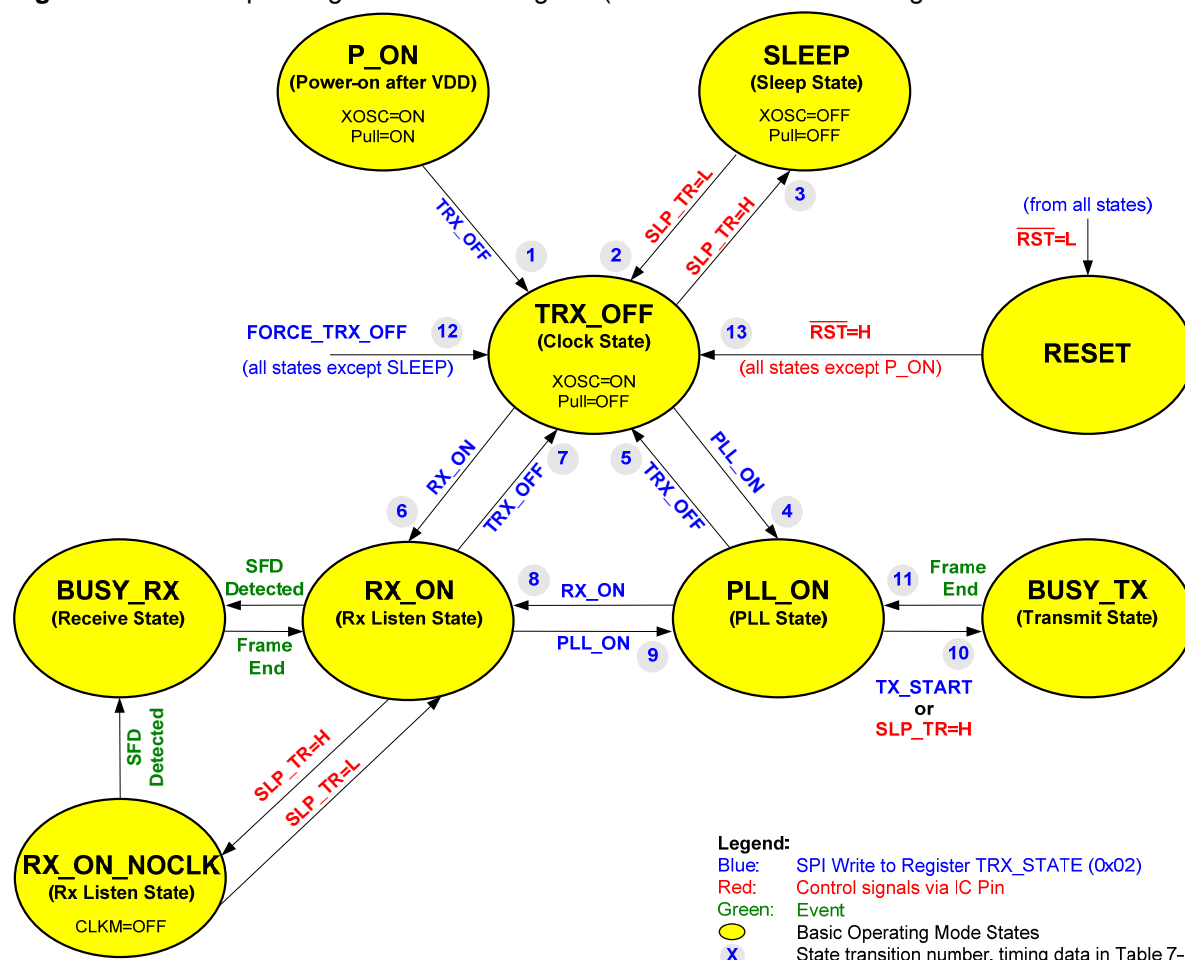 P_ON
(Power-on after VDD)
XOSC=ON
Pull=ON
SLEEP
(Sleep State)
XOSC=OFF
Pull=OFF
TRX_OFF
1
2
SLP_TR=L
SLP_TR=H
3
(from all states)
RST=L
FORCE_TRX_OFF
12
(all states except SLEEP)
TRX_OFF
(Clock State)
XOSC=ON
Pull=OFF
13
RST=H
(all states except P_ON)
RESET
RX_ON
6
7
TRX_OFF
5
TRX_OFF
PLL_ON
4
BUSY_RX
(Receive State)
SFD
Detected
Frame
End
RX_ON
(Rx Listen State)
8
RX_ON
PLL_ON
9
PLL_ON
(PLL State)
11
Frame
End
10
TX_START
or
SLP_TR=H
BUSY_TX
(Transmit State)
SFD
Detected
SLP_TR=H
SLP_TR=L
RX_ON_NOCLK
(Rx Listen State)
CLKM=OFF
Legend:
Blue: SPI Write to Register TRX_STATE (0x02)
Red: Control signals via IC Pin
Green: Event
Basic Operating Mode States
X State transition number, timing data in Table 7-